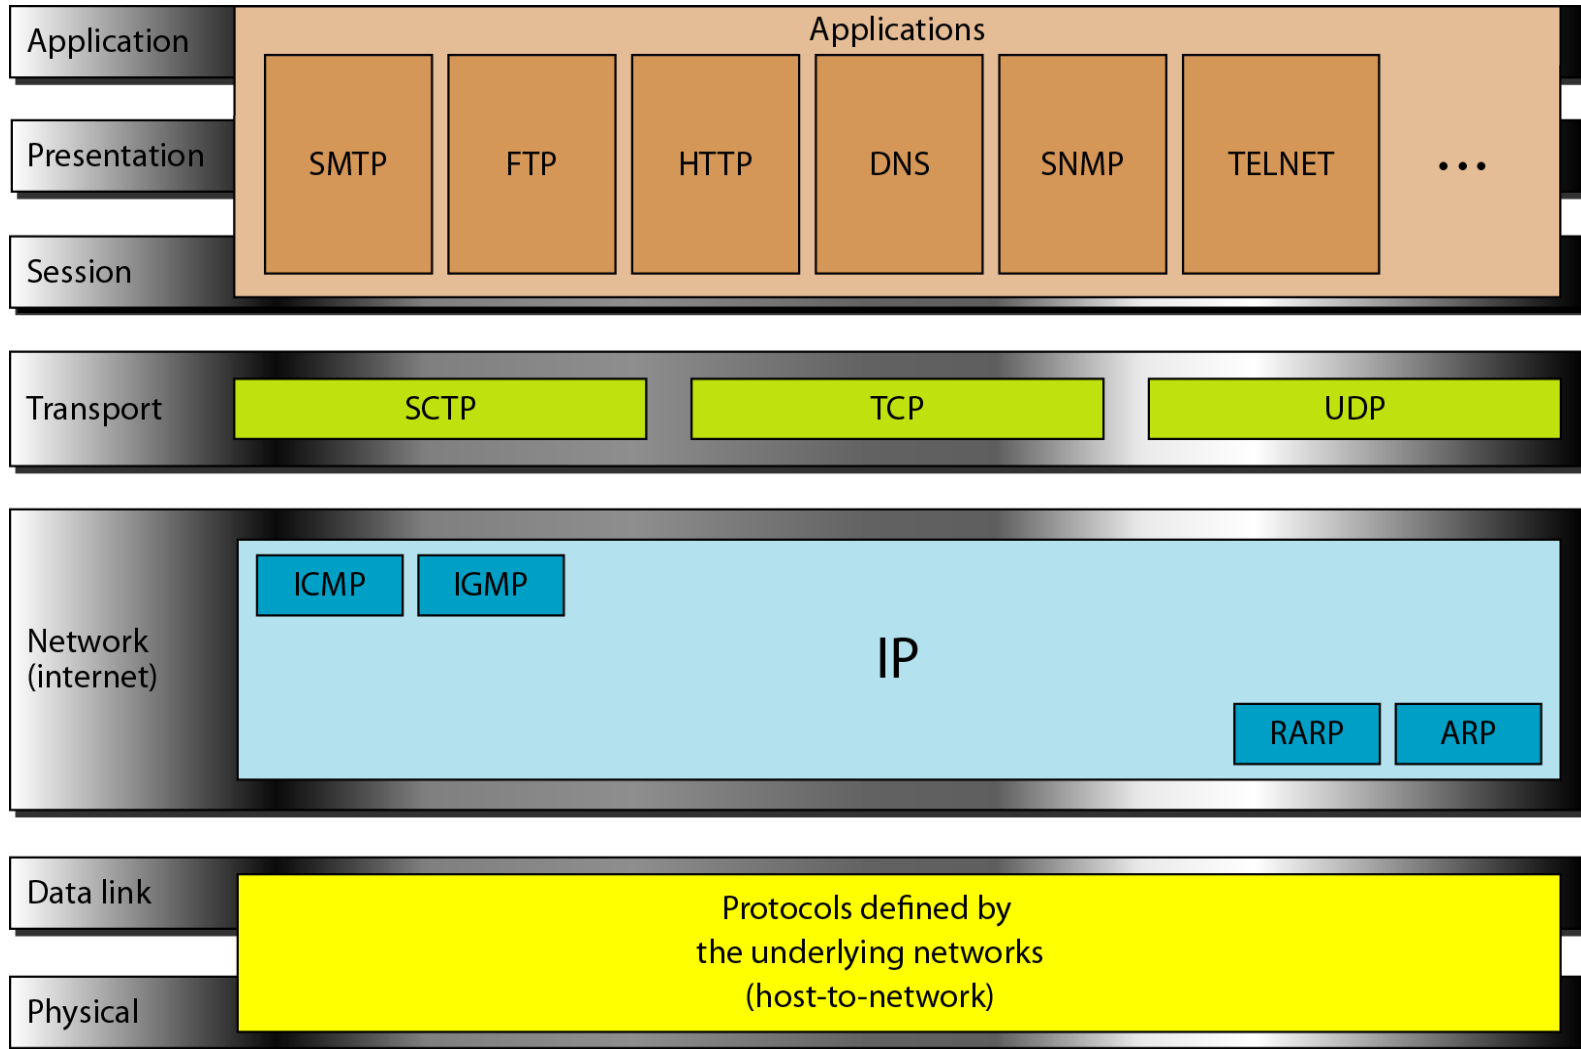 Application
Applications
Presentation
SMTP
FTP
HTTP
DNS
SNMP
TELNET
...
Session
Transport
SCTP
TCP
UDP
ICMP
IGMP
Network
(internet)
IP
RARP
ARP
Data link
Protocols defined by
the underlying networks
(host-to-network)
Physical